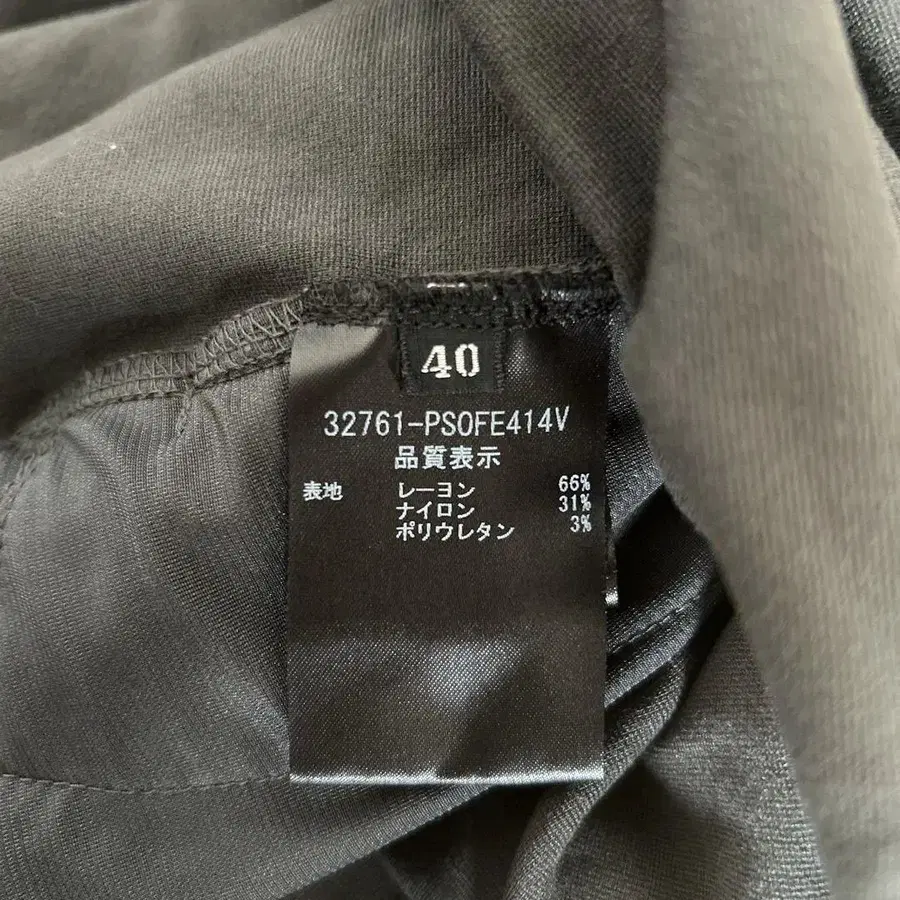 40
32761-PSOFE414V
品質表示
表地 レーヨン 66%
ナイロン 31%
ポリウレタン 3%